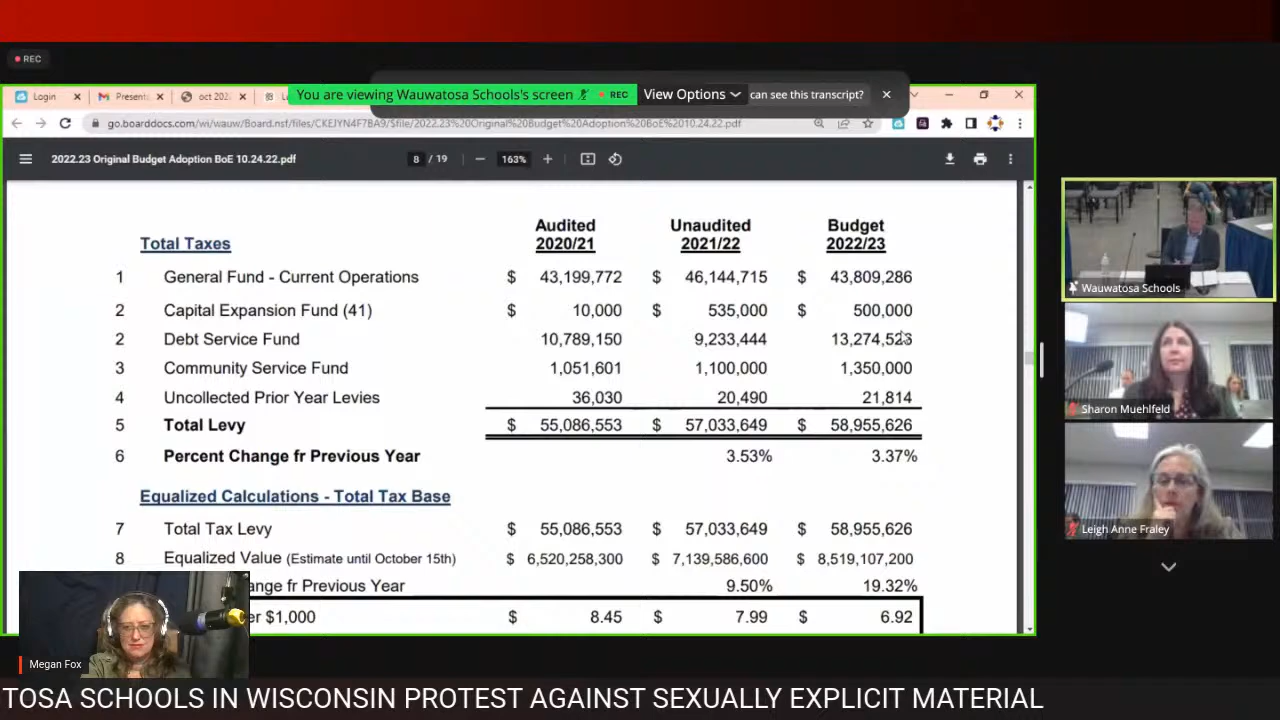 REC
Login
Present:
oct 202
You are viewing Wauwatosa Schools's screen
REC
View Options
can see this transcript?
go.boarddocs.com/wi/wauw/Board.nsf/files/CKEJYN4F7BA9/$file/2022.23%20Original%20Budget%20Adoption%20BoE%2010.24.22.pdf
2022.23 Original Budget Adoption BoE 10.24.22.pdf
8 / 19
163%
Audited Unaudited Budget
Total Taxes 2020/21 2021/22 2022/23
1 General Fund - Current Operations $ 43,199,772 $ 46,144,715 $ 43,809,286
2 Capital Expansion Fund (41) $ 10,000 $ 535,000 $ 500,000
2 Debt Service Fund 10,789,150 9,233,444 13,274,523
3 Community Service Fund 1,051,601 1,100,000 1,350,000
4 Uncollected Prior Year Levies 36,030 20,490 21,814
5 Total Levy $ 55,086,553 $ 57,033,649 $ 58,955,626
6 Percent Change fr Previous Year 3.53% 3.37%
Equalized Calculations - Total Tax Base
7 Total Tax Levy $ 55,086,553 $ 57,033,649 $ 58,955,626
8 Equalized Value (Estimate until October 15th) $ 6,520,258,300 $ 7,139,586,600 $ 8,519,107,200
ange fr Previous Year 9.50% 19.32%
er $1,000 $ 8.45 $ 7.99 $ 6.92
Wauwatosa Schools
Sharon Muehlfeld
Leigh Anne Fraley
Megan Fox
TOSA SCHOOLS IN WISCONSIN PROTEST AGAINST SEXUALLY EXPLICIT MATERIAL